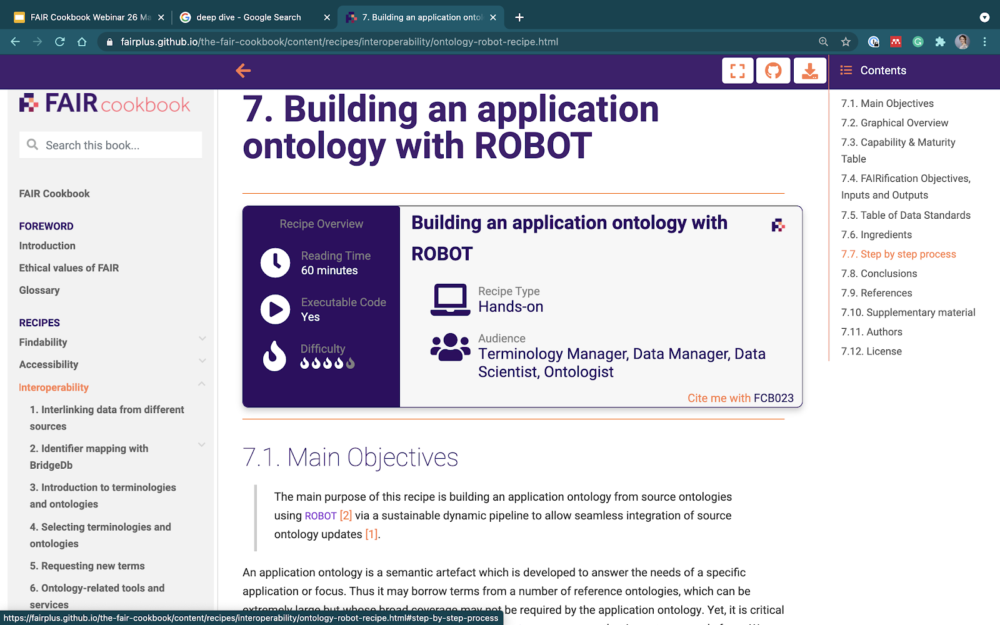 FAIR Cookbook Webinar 26 Ma
deep dive - Google Search
7. Building an application ontol
fairplus.github.io/the-fair-cookbook/content/recipes/interoperability/ontology-robot-recipe.html
Contents
FAIR cookbook
Search this book...
FAIR Cookbook
FOREWORD
Introduction
Ethical values of FAIR
Glossary
RECIPES
Findability
Accessibility
Interoperability
1. Interlinking data from different
sources
2. Identifier mapping with
BridgeDb
3. Introduction to terminologies
and ontologies
4. Selecting terminologies and
ontologies
5. Requesting new terms
6. Ontology-related tools and
services
7. Building an application
ontology with ROBOT
Recipe Overview
Reading Time
60 minutes
Executable Code
Yes
Difficulty
Building an application ontology with
ROBOT
Recipe Type
Hands-on
Audience
Terminology Manager, Data Manager, Data
Scientist, Ontologist
Cite me with FCB023
7.1. Main Objectives
The main purpose of this recipe is building an application ontology from source ontologies
using ROBOT [2] via a sustainable dynamic pipeline to allow seamless integration of source
ontology updates [1].
An application ontology is a semantic artefact which is developed to answer the needs of a specific
application or focus. Thus it may borrow terms from a number of reference ontologies, which can be
extremely large but whose broad coverage may not be required by the application ontology. Yet, it is critical
7.1. Main Objectives
7.2. Graphical Overview
7.3. Capability & Maturity
Table
7.4. FAIRification Objectives,
Inputs and Outputs
7.5. Table of Data Standards
7.6. Ingredients
7.7. Step by step process
7.8. Conclusions
7.9. References
7.10. Supplementary material
7.11. Authors
7.12. License
https://fairplus.github.io/the-fair-cookbook/content/recipes/interoperability/ontology-robot-recipe.html#step-by-step-process